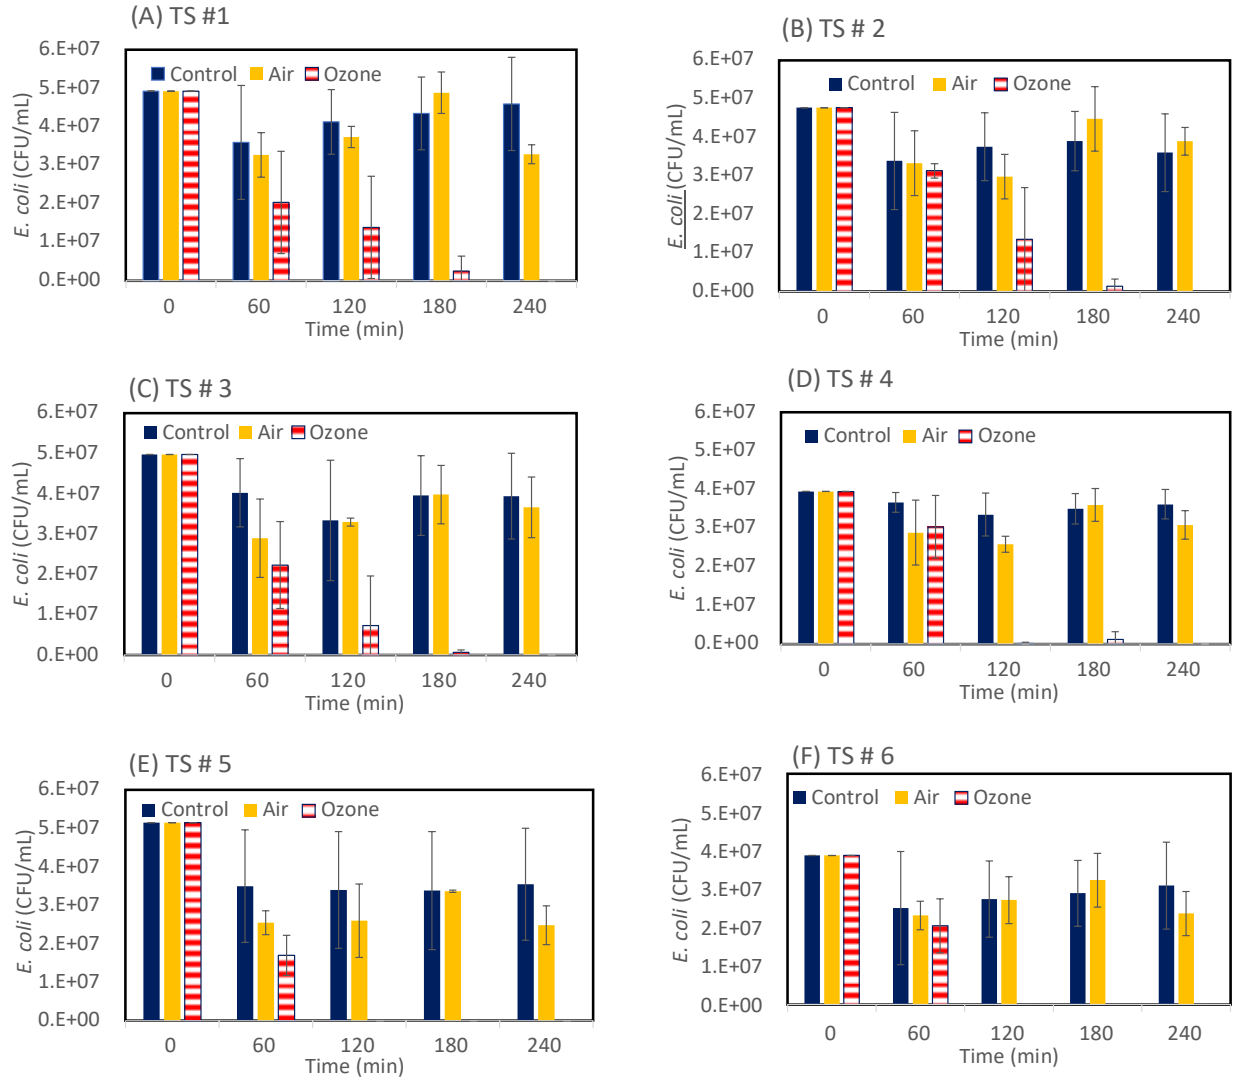 (A) TS #1
E. coli (CFU/mL)
6.E+07
5.E+07
4.E+07
3.E+07
2.E+07
1.E+07
0.E+00
Control Air Ozone
0 60 120 180 240
Time (min)
(B) TS # 2
E. coli (CFU/mL)
6.E+07
5.E+07
4.E+07
3.E+07
2.E+07
1.E+07
0.E+00
Control Air Ozone
0 60 120 180 240
Time (min)
(C) TS # 3
E. coli (CFU/mL)
6.E+07
5.E+07
4.E+07
3.E+07
2.E+07
1.E+07
0.E+00
Control Air Ozone
0 60 120 180 240
Time (min)
(D) TS # 4
E. coli (CFU/mL)
6.E+07
5.E+07
4.E+07
3.E+07
2.E+07
1.E+07
0.E+00
Control Air Ozone
0 60 120 180 240
Time (min)
(E) TS # 5
E. coli (CFU/mL)
6.E+07
5.E+07
4.E+07
3.E+07
2.E+07
1.E+07
0.E+00
Control Air Ozone
0 60 120 180 240
Time (min)
(F) TS # 6
E. coli (CFU/mL)
6.E+07
5.E+07
4.E+07
3.E+07
2.E+07
1.E+07
0.E+00
Control Air Ozone
0 60 120 180 240
Time (min)